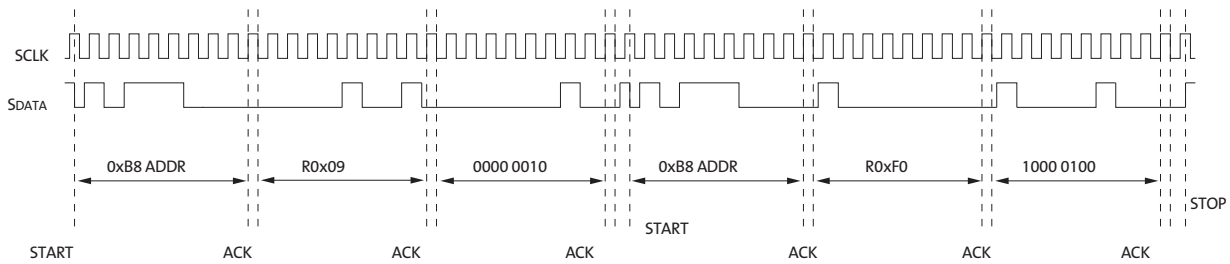 SCLK
SDATA
0xB8 ADDR
R0x09
0000 0010
0xB8 ADDR
R0xF0
1000 0100
STOP
START
START
ACK
ACK
ACK
ACK
ACK
ACK